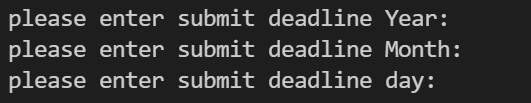 please enter submit deadline Year:
please enter submit deadline Month:
please enter submit deadline day: